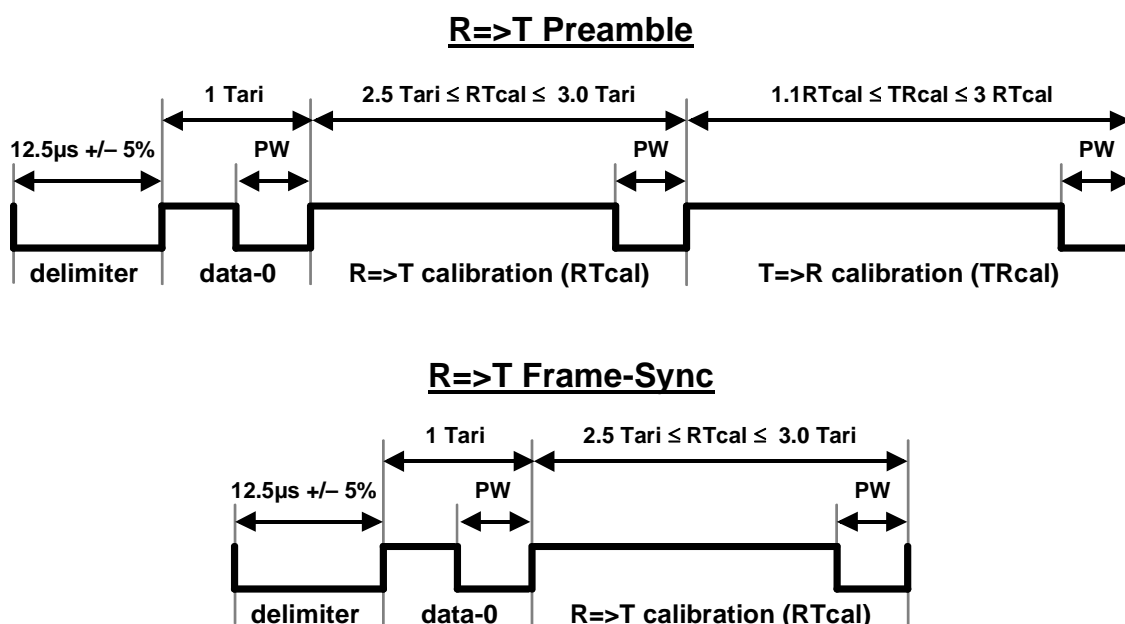 R=>T Preamble
1 Tari 2.5 Tari ≤ RTcal ≤ 3.0 Tari 1.1RTcal ≤ TRcal ≤ 3 RTcal
12.5µs +/– 5% PW PW PW
delimiter data-0 R=>T calibration (RTcal) T=>R calibration (TRcal)
R=>T Frame-Sync
1 Tari 2.5 Tari ≤ RTcal ≤ 3.0 Tari
12.5µs +/– 5% PW PW
delimiter data-0 R=>T calibration (RTcal)